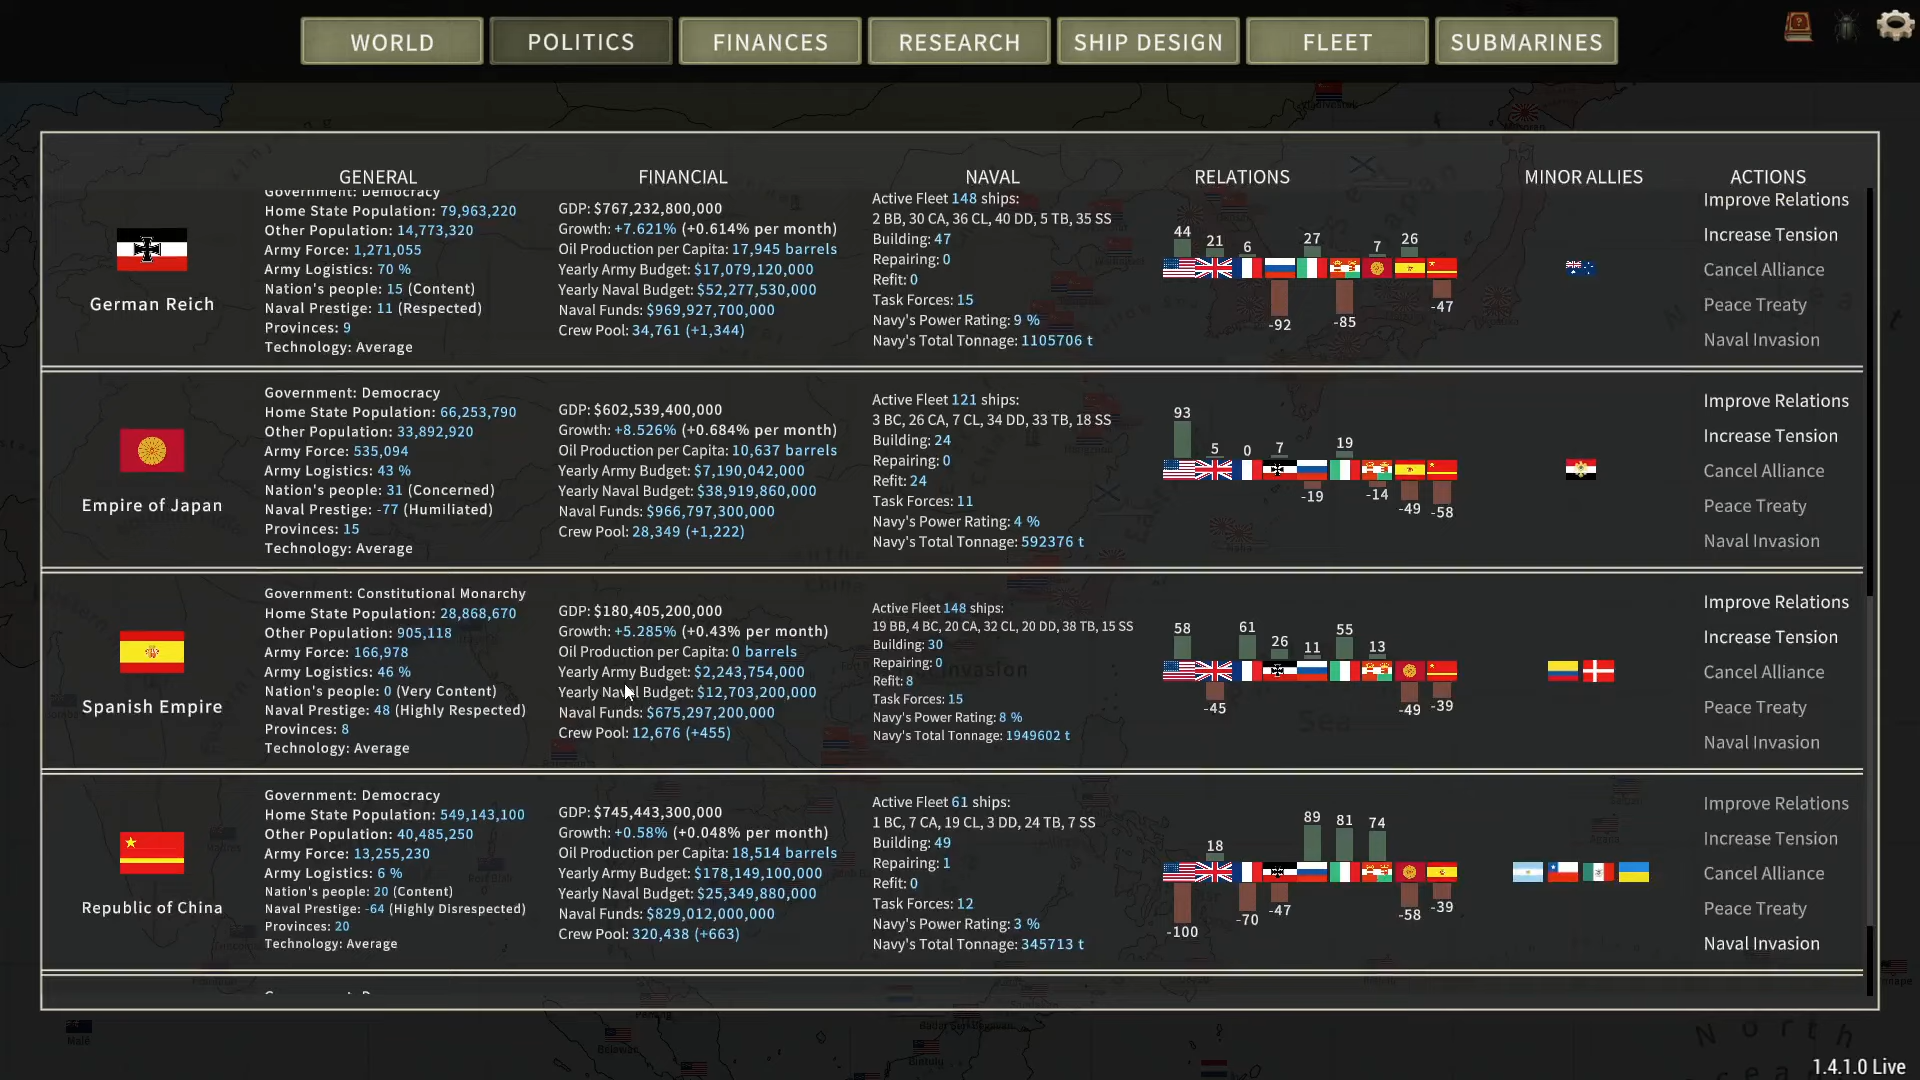 WORLD
POLITICS
FINANCES
RESEARCH
SHIP DESIGN
FLEET
SUBMARINES
GENERAL
FINANCIAL
NAVAL
RELATIONS
MINOR ALLIES
ACTIONS
German Reich
Government: Democracy
Home State Population: 79,963,220
Other Population: 14,773,320
Army Force: 1,271,055
Army Logistics: 70 %
Nation's people: 15 (Content)
Naval Prestige: 11 (Respected)
Provinces: 9
Technology: Average
GDP: $767,232,800,000
Growth: +7.621% (+0.614% per month)
Oil Production per Capita: 17,945 barrels
Yearly Army Budget: $17,079,120,000
Yearly Naval Budget: $52,277,530,000
Naval Funds: $969,927,700,000
Crew Pool: 34,761 (+1,344)
Active Fleet 148 ships:
2 BB, 30 CA, 36 CL, 40 DD, 5 TB, 35 SS
Building: 47
Repairing: 0
Refit: 0
Task Forces: 15
Navy's Power Rating: 9 %
Navy's Total Tonnage: 1105706 t
44 21 6 27 7 26
-92 -85 -47
Improve Relations
Increase Tension
Cancel Alliance
Peace Treaty
Naval Invasion
Empire of Japan
Government: Democracy
Home State Population: 66,253,790
Other Population: 33,892,920
Army Force: 535,094
Army Logistics: 43 %
Nation's people: 31 (Concerned)
Naval Prestige: -77 (Humiliated)
Provinces: 15
Technology: Average
GDP: $602,539,400,000
Growth: +8.526% (+0.684% per month)
Oil Production per Capita: 10,637 barrels
Yearly Army Budget: $7,190,042,000
Yearly Naval Budget: $38,919,860,000
Naval Funds: $966,797,300,000
Crew Pool: 28,349 (+1,222)
Active Fleet 121 ships:
3 BC, 26 CA, 7 CL, 34 DD, 33 TB, 18 SS
Building: 24
Repairing: 0
Refit: 24
Task Forces: 11
Navy's Power Rating: 4 %
Navy's Total Tonnage: 592376 t
93 5 0 7 19
-19 -14 -49 -58
Improve Relations
Increase Tension
Cancel Alliance
Peace Treaty
Naval Invasion
Spanish Empire
Government: Constitutional Monarchy
Home State Population: 28,868,670
Other Population: 905,118
Army Force: 166,978
Army Logistics: 46 %
Nation's people: 0 (Very Content)
Naval Prestige: 48 (Highly Respected)
Provinces: 8
Technology: Average
GDP: $180,405,200,000
Growth: +5.285% (+0.43% per month)
Oil Production per Capita: 0 barrels
Yearly Army Budget: $2,243,754,000
Yearly Naval Budget: $12,703,200,000
Naval Funds: $675,297,200,000
Crew Pool: 12,676 (+455)
Active Fleet 148 ships:
19 BB, 4 BC, 20 CA, 32 CL, 20 DD, 38 TB, 15 SS
Building: 30
Repairing: 0
Refit: 8
Task Forces: 15
Navy's Power Rating: 8 %
Navy's Total Tonnage: 1949602 t
58 61 26 11 55 13
-45 -49 -39
Improve Relations
Increase Tension
Cancel Alliance
Peace Treaty
Naval Invasion
Republic of China
Government: Democracy
Home State Population: 549,143,100
Other Population: 40,485,250
Army Force: 13,255,230
Army Logistics: 6 %
Nation's people: 20 (Content)
Naval Prestige: -64 (Highly Disrespected)
Provinces: 20
Technology: Average
GDP: $745,443,300,000
Growth: +0.58% (+0.048% per month)
Oil Production per Capita: 18,514 barrels
Yearly Army Budget: $178,149,100,000
Yearly Naval Budget: $25,349,880,000
Naval Funds: $829,012,000,000
Crew Pool: 320,438 (+663)
Active Fleet 61 ships:
1 BC, 7 CA, 19 CL, 3 DD, 24 TB, 7 SS
Building: 49
Repairing: 1
Refit: 0
Task Forces: 12
Navy's Power Rating: 3 %
Navy's Total Tonnage: 345713 t
18 89 81 74
-100 -70 -47 -58 -39
Improve Relations
Increase Tension
Cancel Alliance
Peace Treaty
Naval Invasion
invasion
Sea
Malé
Belawan
Bintulu
North
1.4.1.0 Live